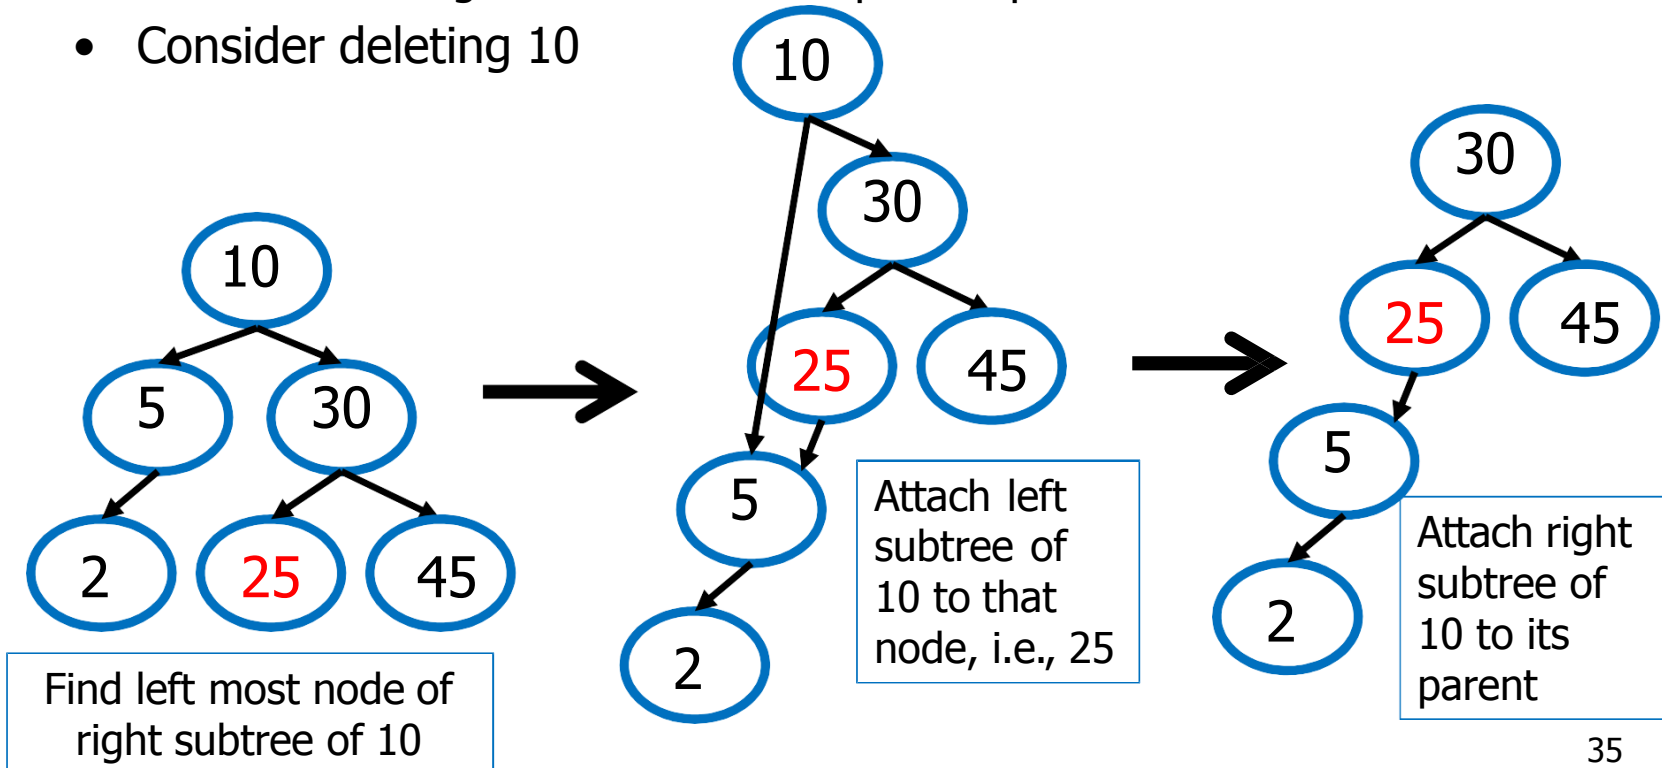 • Consider deleting 10
10
5
30
2
25
45
Find left most node of
right subtree of 10
10
30
25
45
5
2
Attach left
subtree of
10 to that
node, i.e., 25
30
25
45
5
2
Attach right
subtree of
10 to its
parent
35